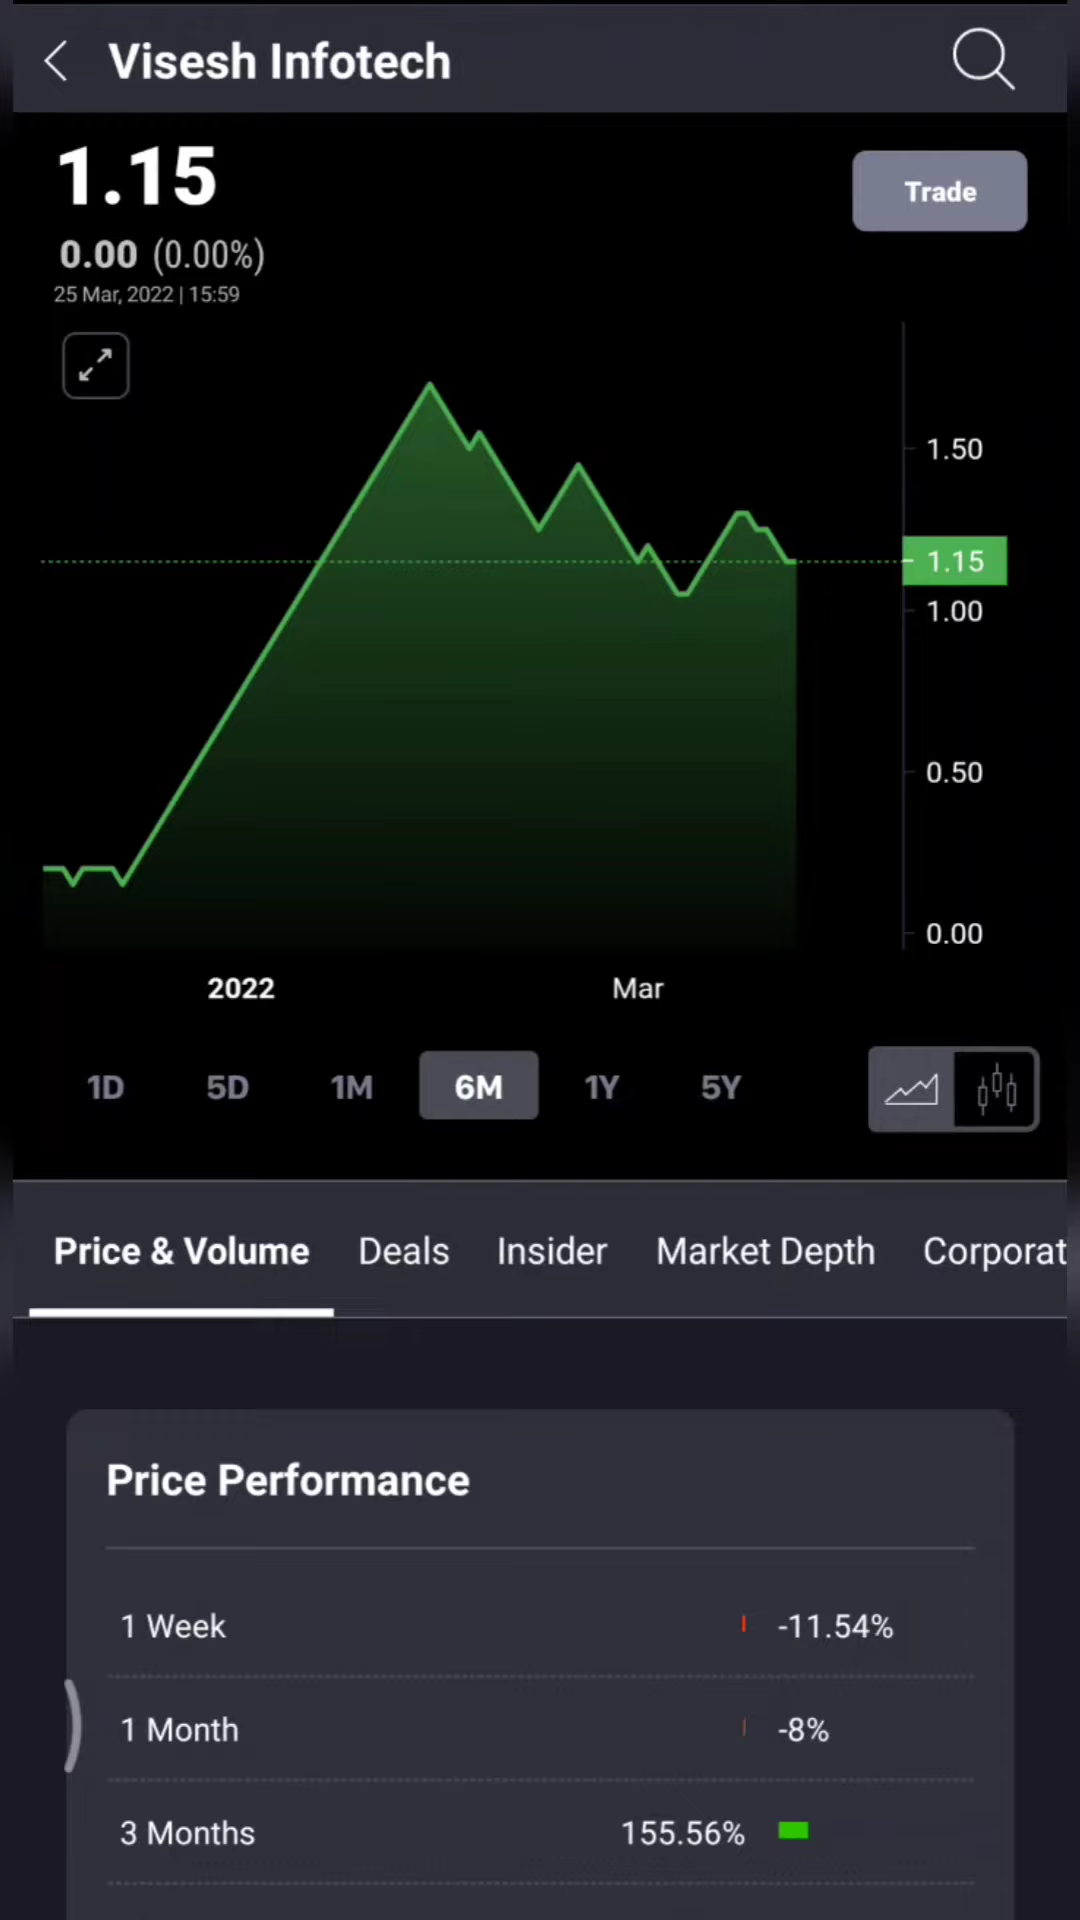 Visesh Infotech
1.15
Trade
0.00 (0.00%)
25 Mar, 2022 | 15:59
1.50
1.15
1.00
0.50
0.00
2022 Mar
1D 5D 1M 6M 1Y 5Y
Price & Volume Deals Insider Market Depth Corporat
Price Performance
1 Week -11.54%
1 Month -8%
3 Months 155.56%